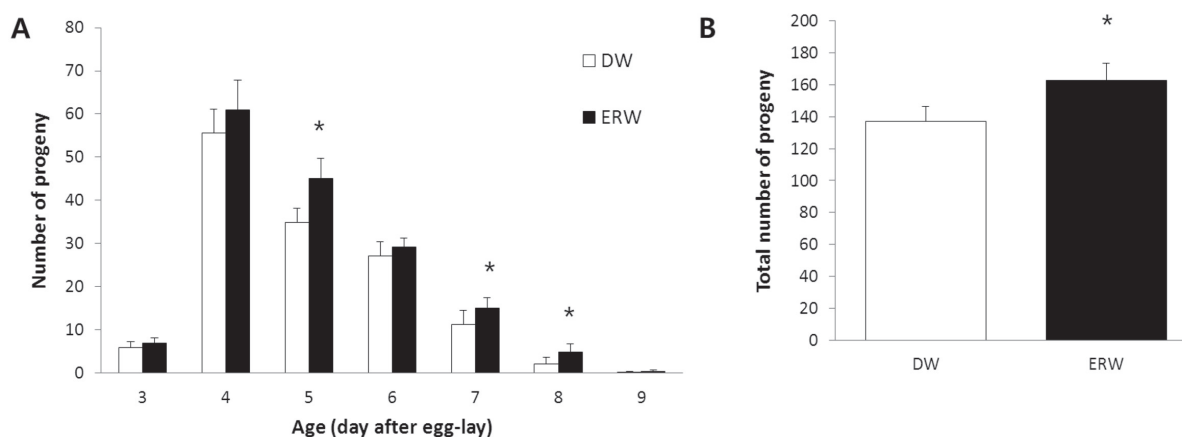 A
Number of progeny
80
70
60
50
40
30
20
10
0
DW
ERW
*
*
*
3 4 5 6 7 8 9
Age (day after egg-lay)
B
Total number of progeny
200
180
160
140
120
100
80
60
40
20
0
*
DW ERW